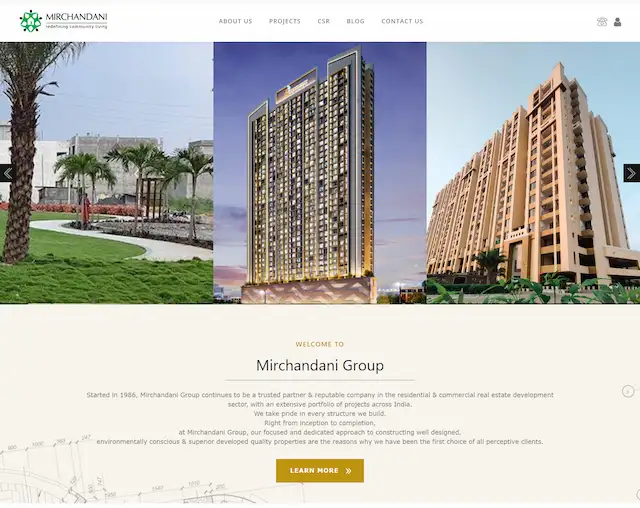 MIRCHANDANI
redefining community living
ABOUT US PROJECTS CSR BLOG CONTACT US
WELCOME TO
Mirchandani Group
Started in 1986, Mirchandani Group continues to be a trusted partner & reputable company in the residential & commercial real estate development
sector, with an extensive portfolio of projects across India.
We take pride in every structure we build.
Right from inception to completion,
at Mirchandani Group, our focused and dedicated approach to constructing well designed,
environmentally conscious & superior developed quality properties are the reasons why we have been the first choice of all perceptive clients.
LEARN MORE »